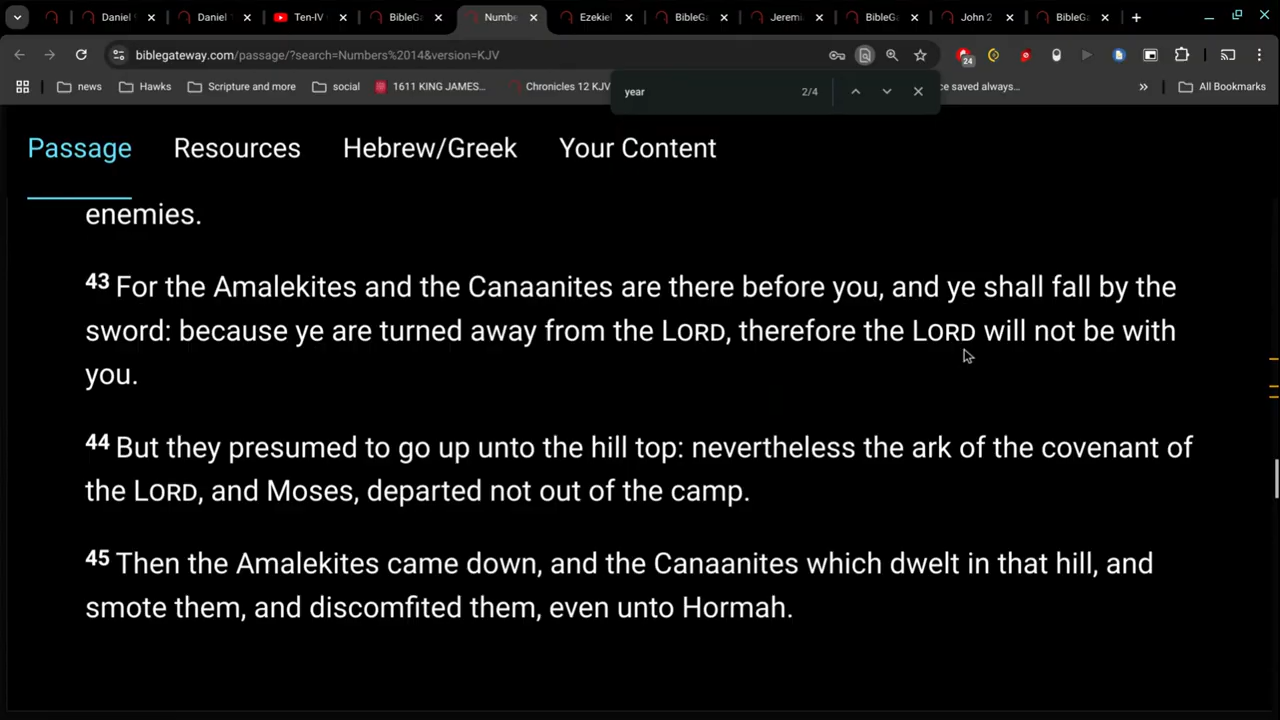 Daniel
Daniel
Ten-IV
BibleGa
Numbe
Ezekiel
BibleGa
Jeremi
BibleGa
John 2
BibleGa
biblegateway.com/passage/?search=Numbers%2014&version=KJV
24
news
Hawks
Scripture and more
social
1611 KING JAMES...
Chronicles 12 KJV
ce saved always...
»
All Bookmarks
year
2/4
Passage
Resources
Hebrew/Greek
Your Content
enemies.
43 For the Amalekites and the Canaanites are there before you, and ye shall fall by the
sword: because ye are turned away from the LORD, therefore the LORD will not be with
you.
44 But they presumed to go up unto the hill top: nevertheless the ark of the covenant of
the LORD, and Moses, departed not out of the camp.
45 Then the Amalekites came down, and the Canaanites which dwelt in that hill, and
smote them, and discomfited them, even unto Hormah.